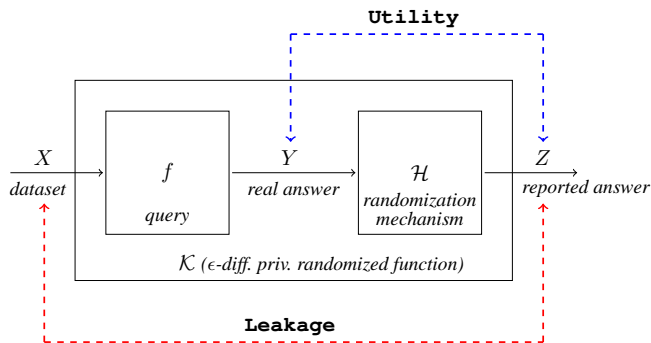 Utility
X
dataset
f
query
Y
real answer
ℋ
randomization
mechanism
Z
reported answer
𝒦 (ϵ-diff. priv. randomized function)
Leakage